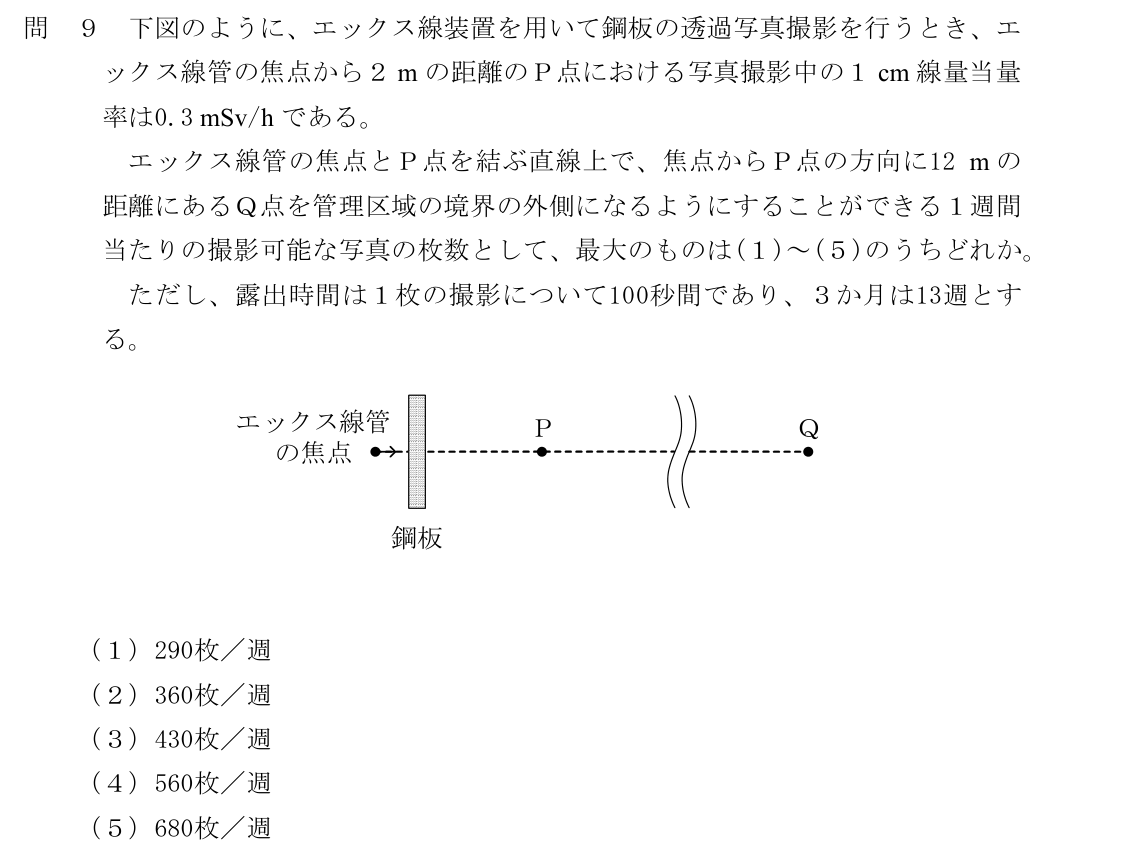 問　９　下図のように、エックス線装置を用いて鋼板の透過写真撮影を行うとき、エ
ックス線管の焦点から２ m の距離のＰ点における写真撮影中の１ cm 線量当量
率は0.3 mSv/h である。
エックス線管の焦点とＰ点を結ぶ直線上で、焦点からＰ点の方向に12 m の
距離にあるＱ点を管理区域の境界の外側になるようにすることができる１週間
当たりの撮影可能な写真の枚数として、最大のものは(１)～(５)のうちどれか。
ただし、露出時間は１枚の撮影について100秒間であり、３か月は13週とす
る。
エックス線管
の焦点
P
Q
鋼板
(１) 290枚／週
(２) 360枚／週
(３) 430枚／週
(４) 560枚／週
(５) 680枚／週